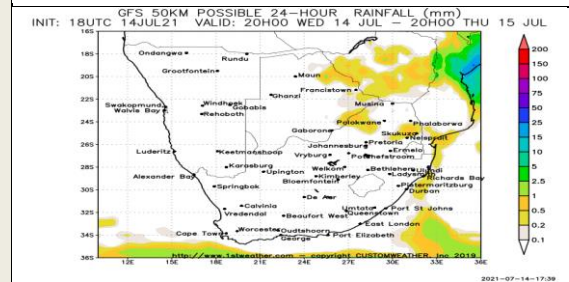 GFS 50KM POSSIBLE 24-HOUR RAINFALL (mm)
INIT: 18UTC 14JUL21 VALID: 20H00 WED 14 JUL - 20H00 THU 15 JUL
16S
18S
20S
22S
24S
26S
28S
30S
32S
34S
36S
Ondangwa
Rundu
Grootfontein
Maun
Francistown
Ghanzi
Musina
Swakopmund
Windhoek
Gobabis
Walvis Bay
Rehoboth
Polokwane
Phalaborwa
Gaborone
Skukuza
Nelspruit
Johannesburg
Pretoria
Luderitz
Keetmanshoop
Vryburg
Potchefstroom
Ermelo
Karasburg
Welkom
Bethlehem
Ulundi
Alexander Bay
Upington
Kimberley
Ladysmith
Richards Bay
Springbok
Bloemfontein
Pietermaritzburg
Durban
De Aar
Calvinia
Umtata
Port St Johns
Vredendal
Beaufort West
Queenstown
East London
Cape Town
Worcester
Oudtshoorn
George
Port Elizabeth
http://www.1stweather.com - copyright CUSTOMWEATHER, inc 2019
12E 15E 18E 21E 24E 27E 30E 33E 36E
200
150
100
75
50
25
15
10
5
2.5
1
0.5
0.2
0.1
2021-07-14-17:39